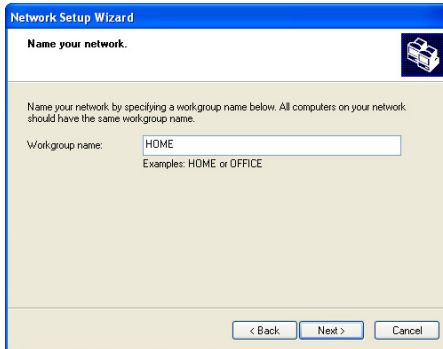 Network Setup Wizard
Name your network.
Name your network by specifying a workgroup name below. All computers on your network
should have the same workgroup name.
Workgroup name:
HOME
Examples: HOME or OFFICE
< Back
Next >
Cancel